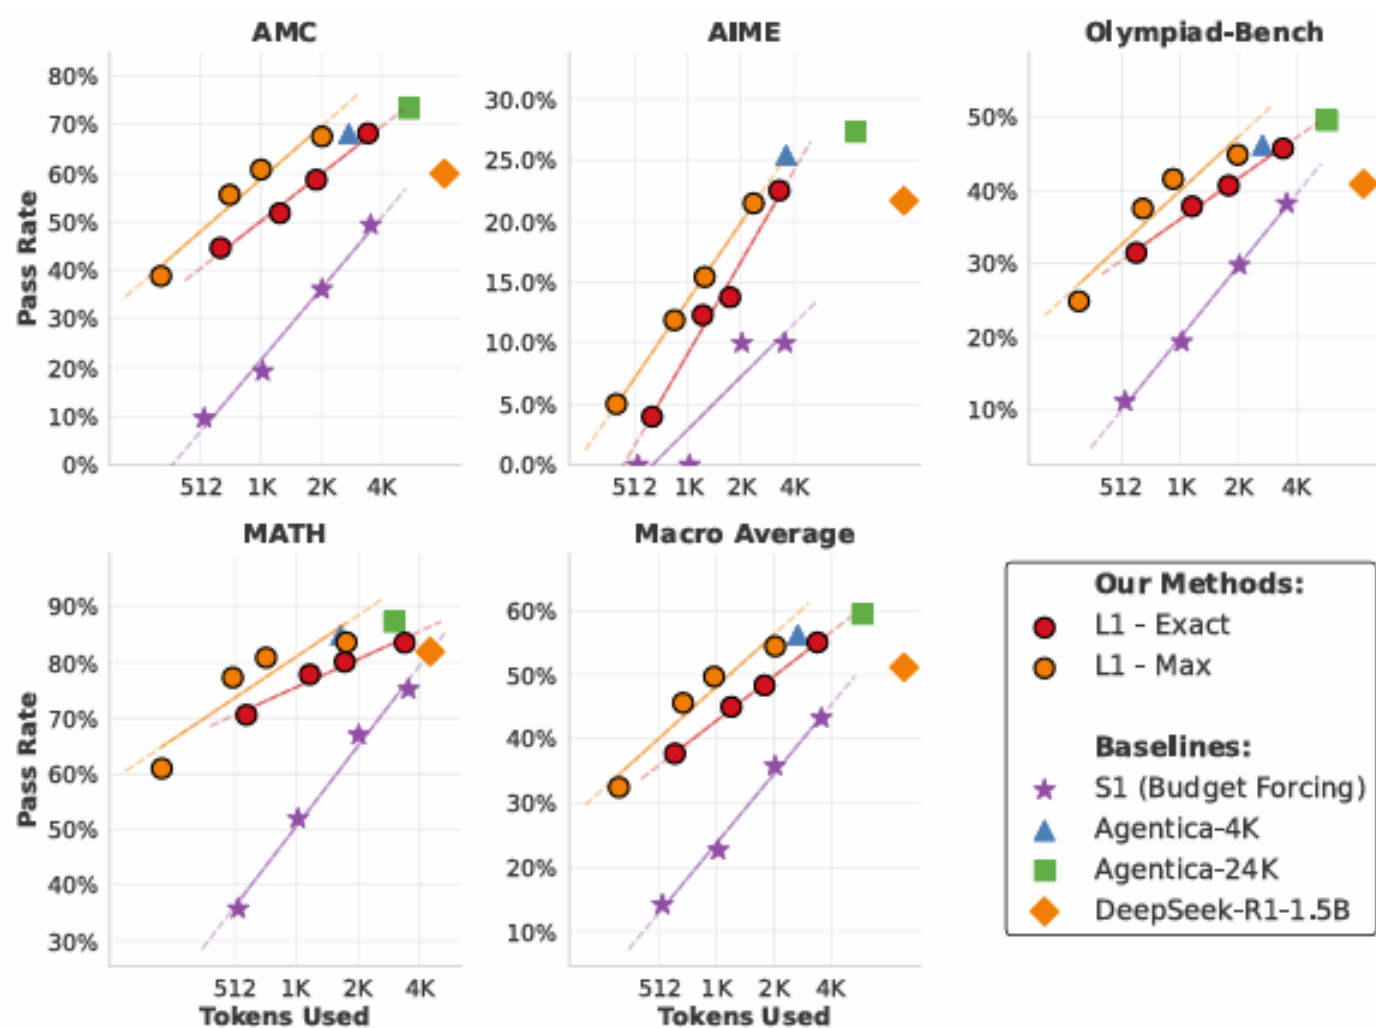 AMC
AIME
Olympiad-Bench
Pass Rate
80%
70%
60%
50%
40%
30%
20%
10%
0%
512 1K 2K 4K
30.0%
25.0%
20.0%
15.0%
10.0%
5.0%
0.0%
512 1K 2K 4K
50%
40%
30%
20%
10%
512 1K 2K 4K
MATH
Macro Average
Pass Rate
90%
80%
70%
60%
50%
40%
30%
512 1K 2K 4K
Tokens Used
60%
50%
40%
30%
20%
10%
512 1K 2K 4K
Tokens Used
Our Methods:
L1 - Exact
L1 - Max
Baselines:
S1 (Budget Forcing)
Agentica-4K
Agentica-24K
DeepSeek-R1-1.5B